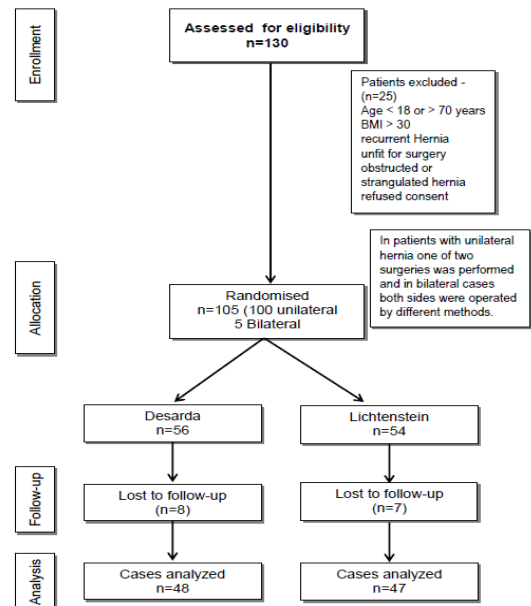 Enrollment
Assessed for eligibility
n=130
Patients excluded -
(n=25)
Age < 18 or > 70 years
BMI > 30
recurrent Hernia
unfit for surgery
obstructed or
strangulated hernia
refused consent
In patients with unilateral
hernia one of two
surgeries was performed
and in bilateral cases
both sides were operated
by different methods.
Allocation
Randomised
n=105 (100 unilateral
5 Bilateral
Desarda
n=56
Lichtenstein
n=54
Follow-up
Lost to follow-up
(n=8)
Lost to follow-up
(n=7)
Analysis
Cases analyzed
n=48
Cases analyzed
n=47